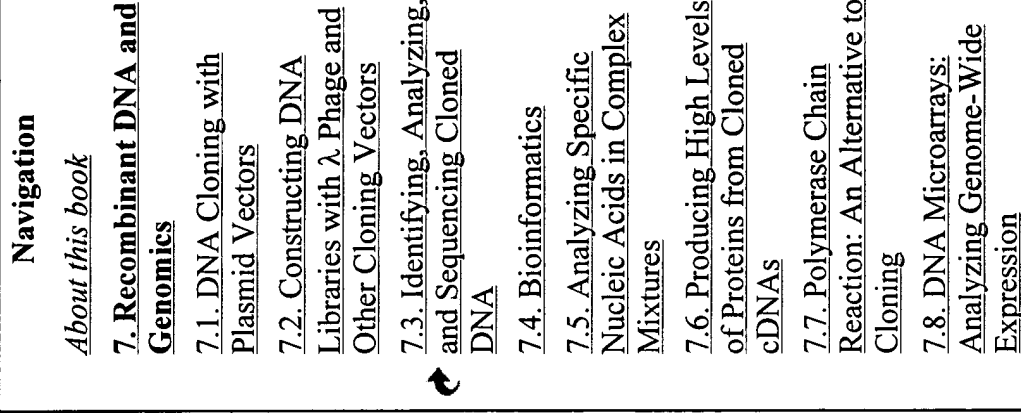 Navigation
About this book
7. Recombinant DNA and
Genomics
7.1. DNA Cloning with
Plasmid Vectors
7.2. Constructing DNA
Libraries with λ Phage and
Other Cloning Vectors
7.3. Identifying, Analyzing,
and Sequencing Cloned
DNA
7.4. Bioinformatics
7.5. Analyzing Specific
Nucleic Acids in Complex
Mixtures
7.6. Producing High Levels
of Proteins from Cloned
cDNAs
7.7. Polymerase Chain
Reaction: An Alternative to
Cloning
7.8. DNA Microarrays:
Analyzing Genome-Wide
Expression